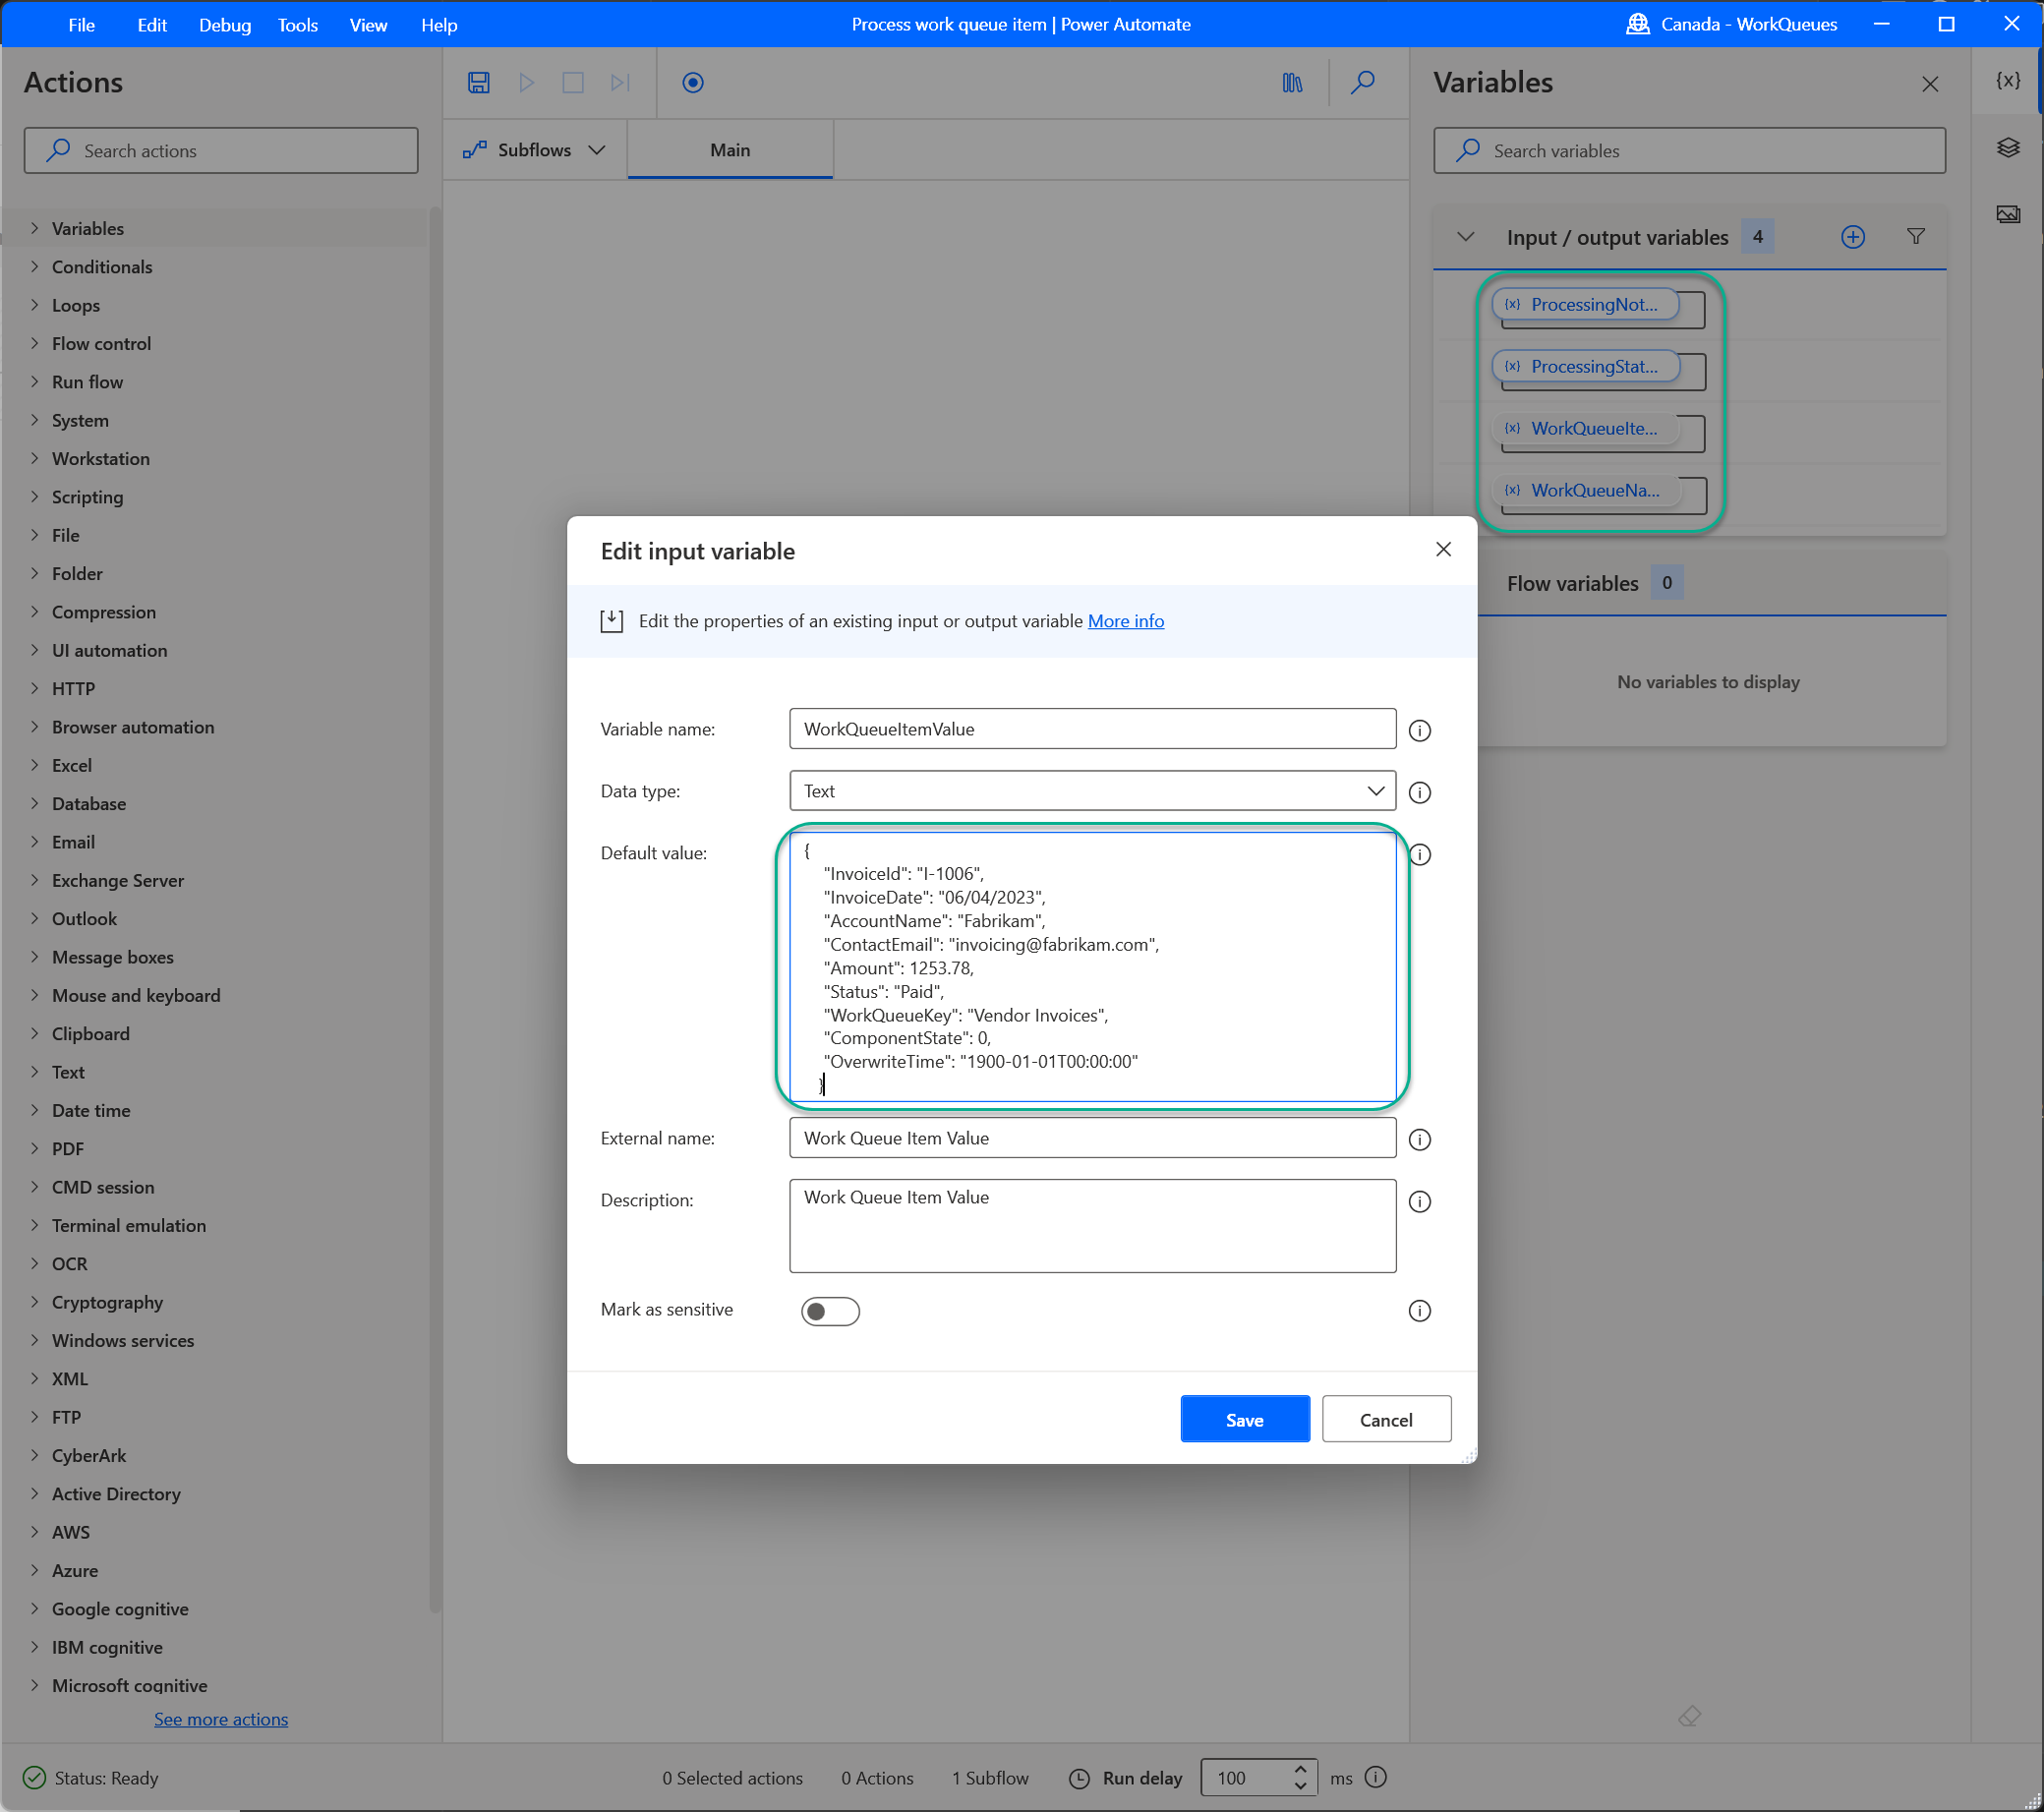 File Edit Debug Tools View Help
Process work queue item | Power Automate
Canada - WorkQueues
Actions
Search actions
Variables
Conditionals
Loops
Flow control
Run flow
System
Workstation
Scripting
File
Folder
Compression
UI automation
HTTP
Browser automation
Excel
Database
Email
Exchange Server
Outlook
Message boxes
Mouse and keyboard
Clipboard
Text
Date time
PDF
CMD session
Terminal emulation
OCR
Cryptography
Windows services
XML
FTP
CyberArk
Active Directory
AWS
Azure
Google cognitive
IBM cognitive
Microsoft cognitive
See more actions
Subflows
Main
Variables
{x}
Search variables
Input / output variables 4
{x} ProcessingNot...
{x} ProcessingStat...
{x} WorkQueueIte...
{x} WorkQueueNa...
Flow variables 0
No variables to display
Edit input variable
Edit the properties of an existing input or output variable More info
Variable name: WorkQueueItemValue
Data type: Text
Default value:
{
"InvoiceId": "I-1006",
"InvoiceDate": "06/04/2023",
"AccountName": "Fabrikam",
"ContactEmail": "invoicing@fabrikam.com",
"Amount": 1253.78,
"Status": "Paid",
"WorkQueueKey": "Vendor Invoices",
"ComponentState": 0,
"OverwriteTime": "1900-01-01T00:00:00"
}
External name: Work Queue Item Value
Description: Work Queue Item Value
Mark as sensitive
Save Cancel
Status: Ready
0 Selected actions
0 Actions
1 Subflow
Run delay 100 ms